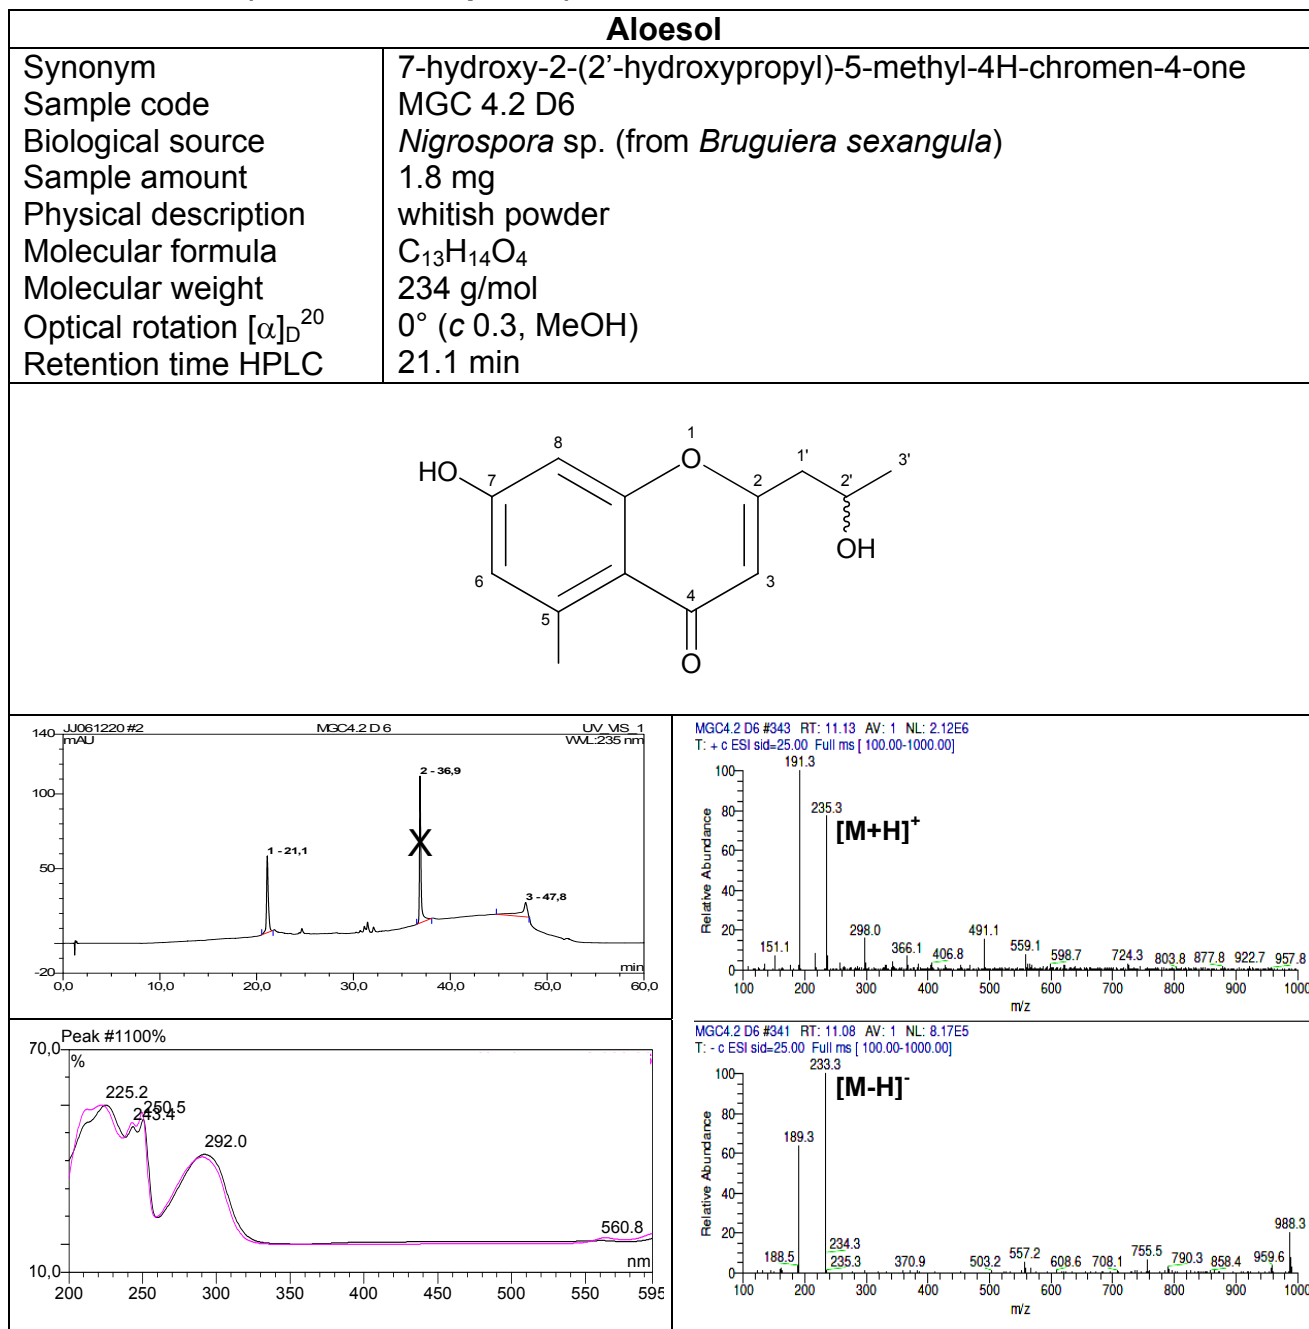 Aloesol
Synonym 7-hydroxy-2-(2'-hydroxypropyl)-5-methyl-4H-chromen-4-one
Sample code MGC 4.2 D6
Biological source Nigrospora sp. (from Bruguiera sexangula)
Sample amount 1.8 mg
Physical description whitish powder
Molecular formula C13H14O4
Molecular weight 234 g/mol
Optical rotation [α]D20 0° (c 0.3, MeOH)
Retention time HPLC 21.1 min
8 1 1' 3'
HO 7 O 2 2'
OH
6 4 3
5
O
JJ061220 #2 MGC4.2 D 6 UV_VIS_1
140 mAU WVL:235 nm
2 - 36,9
100
X
1 - 21,1
50
3 - 47,8
-20 min
0,0 10,0 20,0 30,0 40,0 50,0 60,0
MGC4.2 D6 #343 RT: 11.13 AV: 1 NL: 2.12E6
T: + c ESI sid=25.00 Full ms [ 100.00-1000.00]
191.3
100
235.3
80
[M+H]+
60
Relative Abundance
40
20
151.1 298.0 366.1 406.8 491.1 559.1 598.7 724.3 803.8 877.8 922.7 957.8
0
100 200 300 400 500 600 700 800 900 1000
m/z
Peak #1 100%
70,0
%
225.2
243.4 250.5
292.0
560.8
nm
10,0
200 250 300 350 400 450 500 550 595
MGC4.2 D6 #341 RT: 11.08 AV: 1 NL: 8.17E5
T: - c ESI sid=25.00 Full ms [ 100.00-1000.00]
233.3
100
[M-H]-
80
189.3
60
Relative Abundance
40
988.3
20
234.3
188.5 235.3 370.9 503.2 557.2 608.6 708.1 755.5 790.3 858.4 959.6
0
100 200 300 400 500 600 700 800 900 1000
m/z